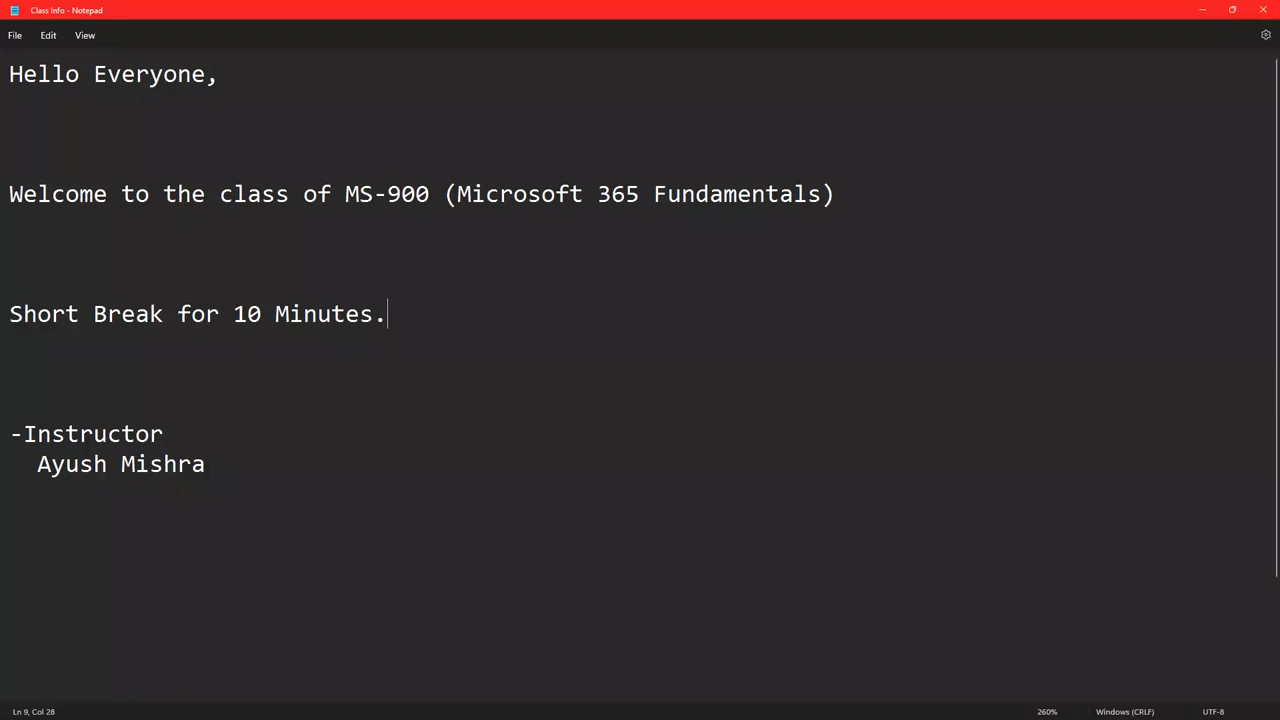 Class Info - Notepad
File Edit View
Hello Everyone,
Welcome to the class of MS-900 (Microsoft 365 Fundamentals)
Short Break for 10 Minutes.
-Instructor
Ayush Mishra
Ln 9, Col 28 260% Windows (CRLF) UTF-8